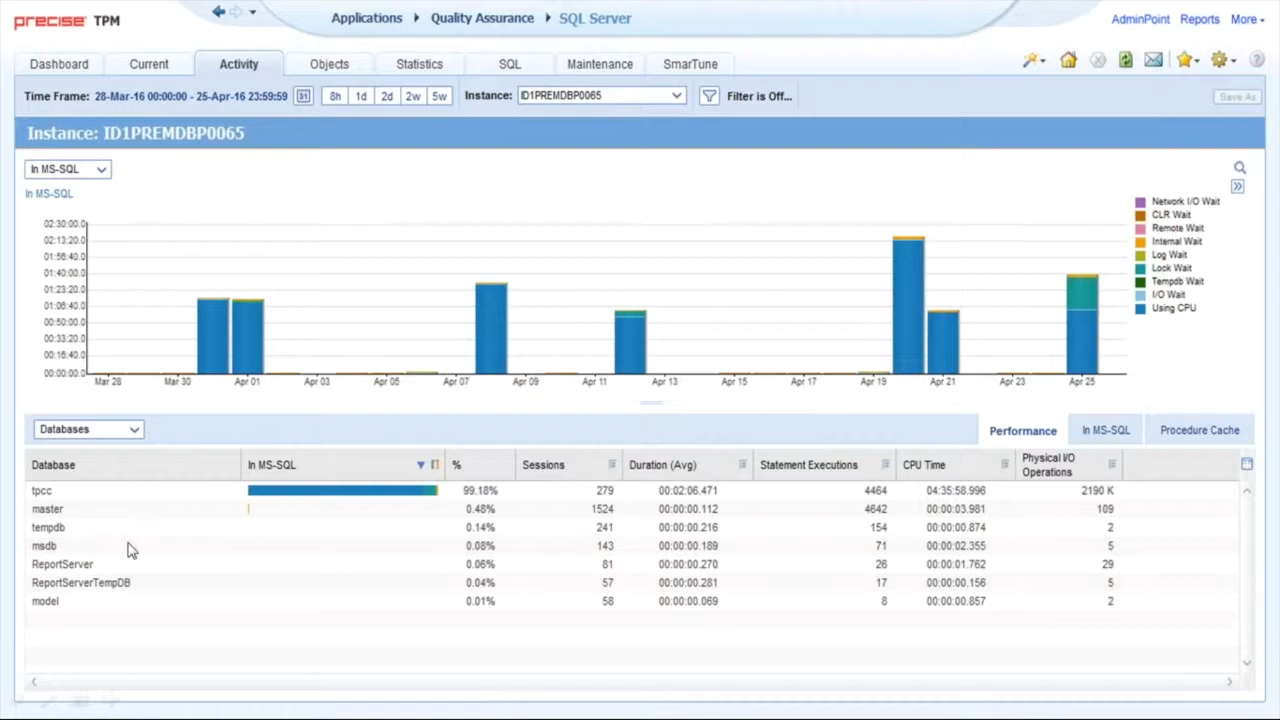 precise TPM
Applications Quality Assurance SQL Server
AdminPoint Reports More
Dashboard Current Activity Objects Statistics SQL Maintenance SmarTune
Time Frame: 28-Mar-16 00:00:00 - 25-Apr-16 23:59:59 31 8h 1d 2d 2w 5w Instance: ID1PREMDBP0065 Filter is Off... Save As
Instance: ID1PREMDBP0065
In MS-SQL
In MS-SQL
02:30:00.0
02:13:20.0
01:56:40.0
01:40:00.0
01:23:20.0
01:06:40.0
00:50:00.0
00:33:20.0
00:16:40.0
00:00:00.0
Mar 28 Mar 30 Apr 01 Apr 03 Apr 05 Apr 07 Apr 09 Apr 11 Apr 13 Apr 15 Apr 17 Apr 19 Apr 21 Apr 23 Apr 25
Network I/O Wait
CLR Wait
Remote Wait
Internal Wait
Log Wait
Lock Wait
Tempdb Wait
I/O Wait
Using CPU
Databases Performance In MS-SQL Procedure Cache
Database In MS-SQL % Sessions Duration (Avg) Statement Executions CPU Time Physical I/O Operations
tpcc 99.18% 279 00:02:06.471 4464 04:35:58.996 2190 K
master 0.48% 1524 00:00:00.112 4642 00:00:03.981 109
tempdb 0.14% 241 00:00:00.216 154 00:00:00.874 2
msdb 0.08% 143 00:00:00.189 71 00:00:02.355 5
ReportServer 0.06% 81 00:00:00.270 26 00:00:01.762 29
ReportServerTempDB 0.04% 57 00:00:00.281 17 00:00:00.156 5
model 0.01% 58 00:00:00.069 8 00:00:00.857 2